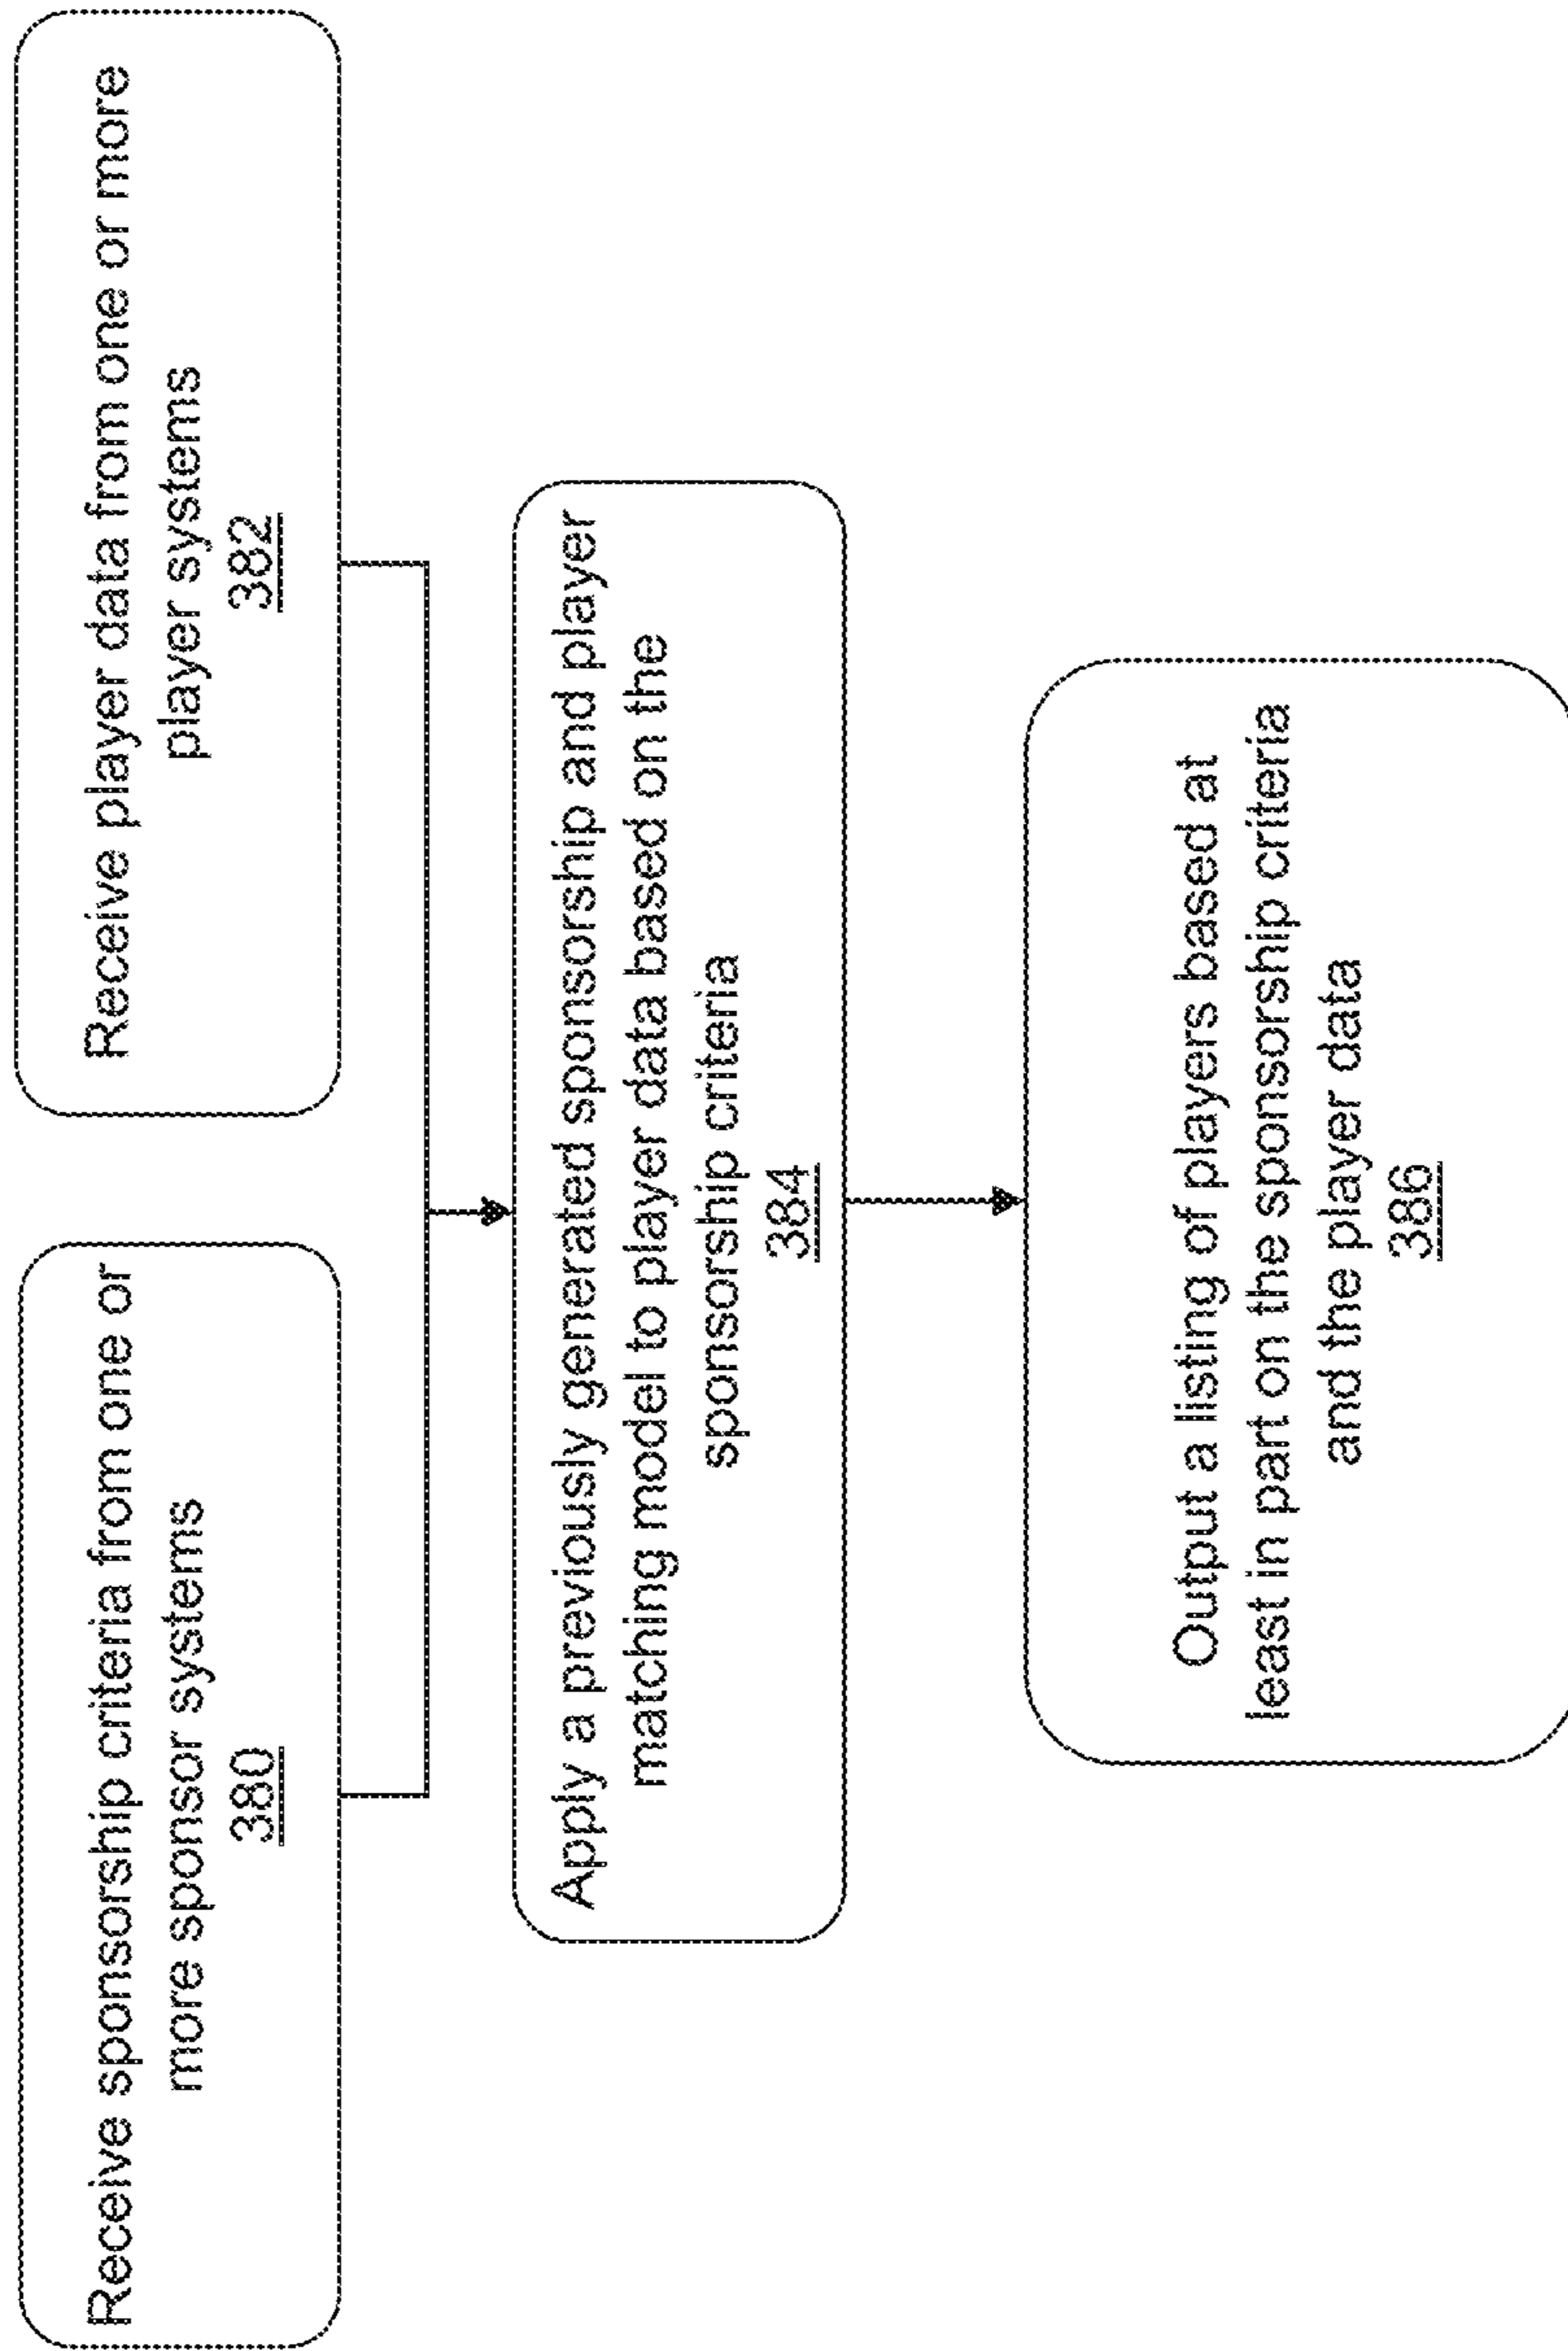 Receive sponsorship criteria from one or
more sponsor systems
380
Receive player data from one or more
player systems
382
Apply a previously generated sponsorship and player
matching model to player data based on the
sponsorship criteria
384
Output a listing of players based at
least in part on the sponsorship criteria
and the player data
386